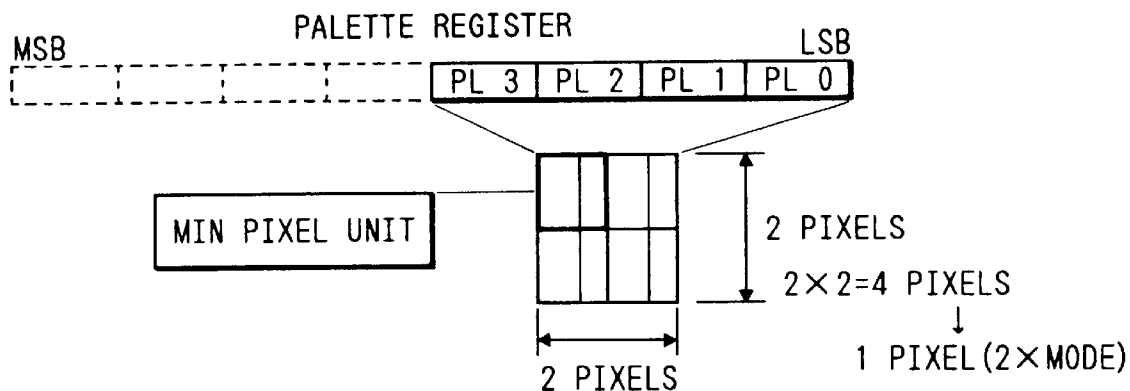 PALETTE REGISTER
MSB
LSB
PL 3 PL 2 PL 1 PL 0
MIN PIXEL UNIT
2 PIXELS
2×2=4 PIXELS
↓
1 PIXEL(2×MODE)
2 PIXELS